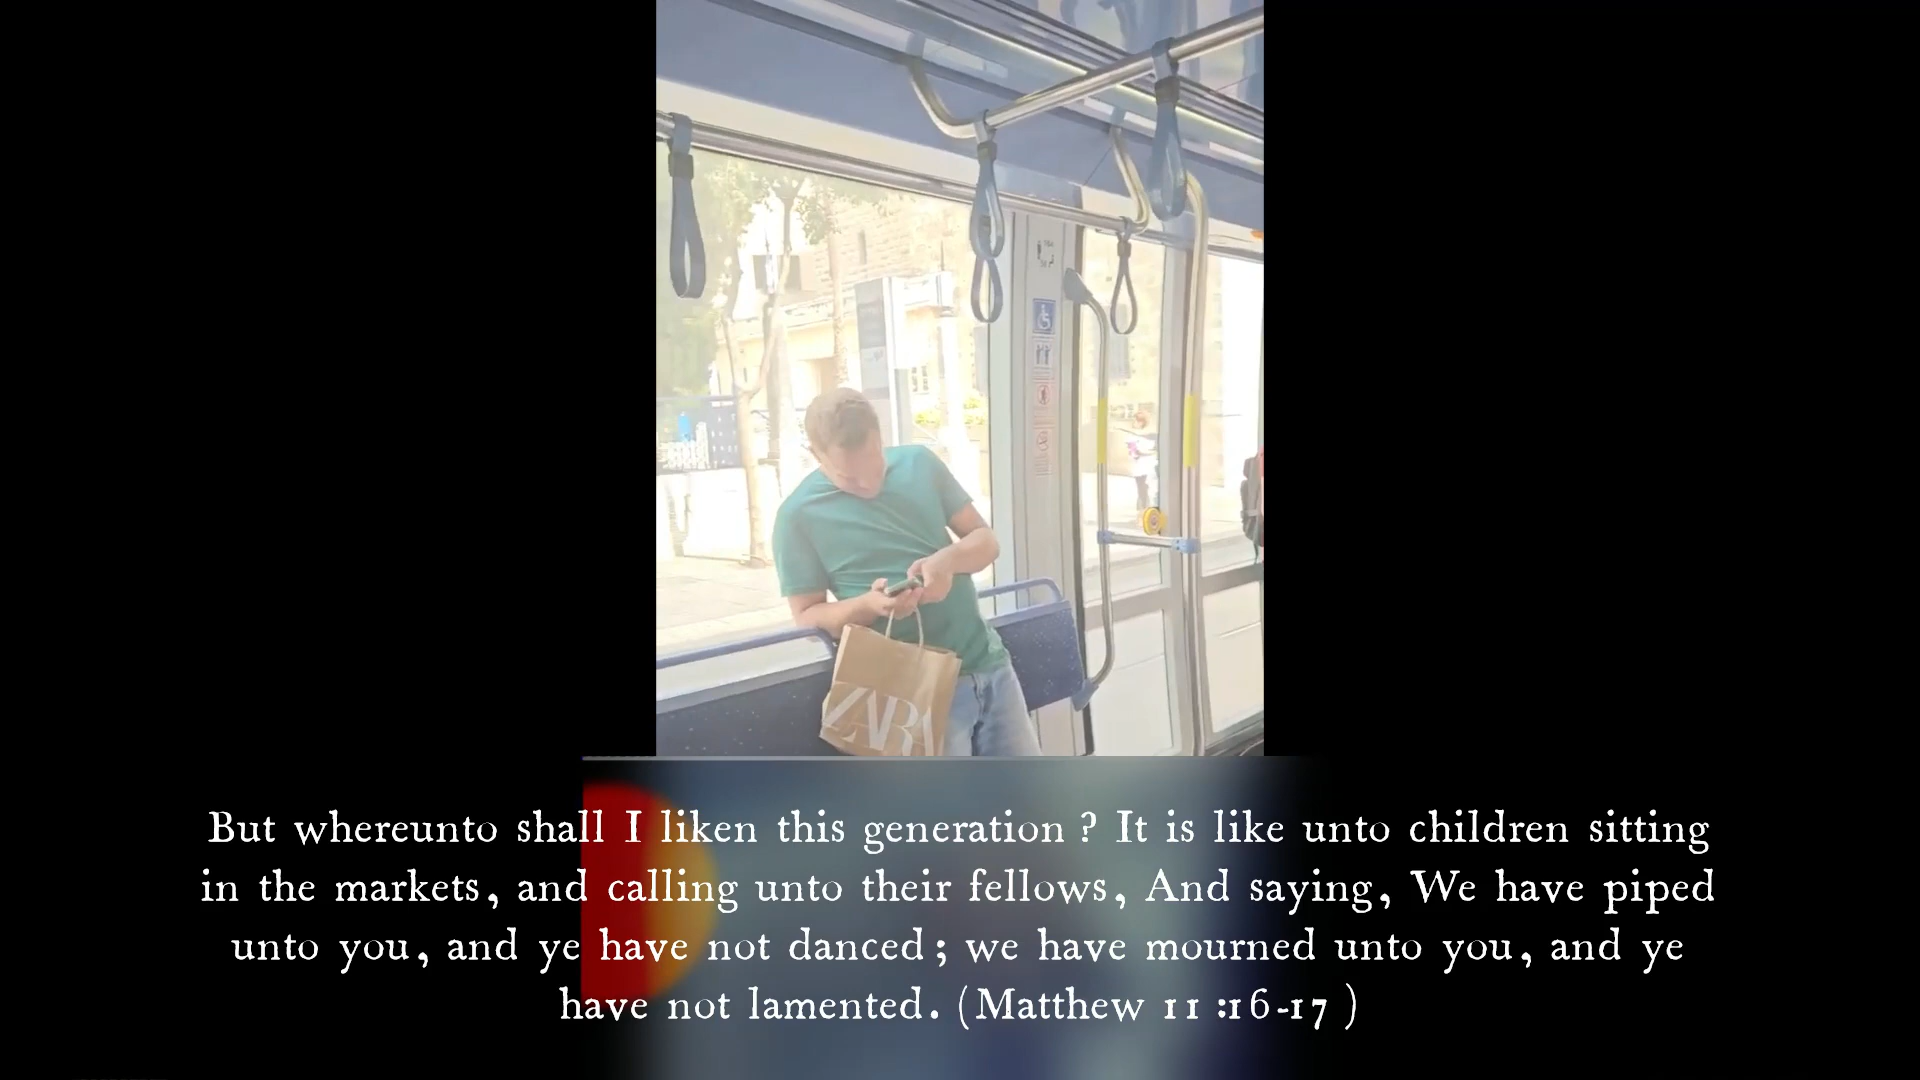 ZARA
But whereunto shall I liken this generation ? It is like unto children sitting
in the markets, and calling unto their fellows, And saying, We have piped
unto you, and ye have not danced ; we have mourned unto you, and ye
have not lamented. (Matthew 11 :16-17 )